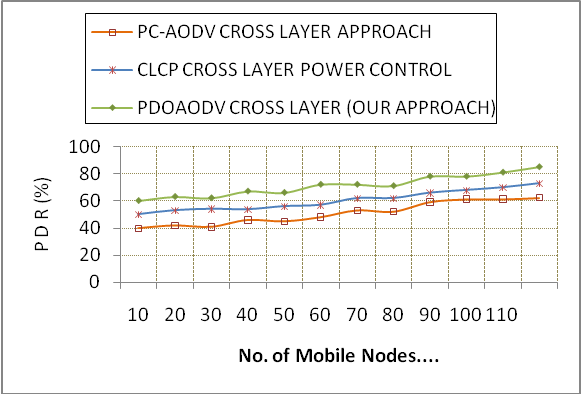 PC-AODV CROSS LAYER APPROACH
CLCP CROSS LAYER POWER CONTROL
PDOAODV CROSS LAYER (OUR APPROACH)
100
80
60
40
20
0
P D R (%)
10 20 30 40 50 60 70 80 90 100 110
No. of Mobile Nodes....